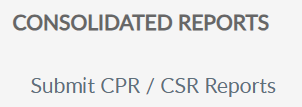 CONSOLIDATED REPORTS
Submit CPR / CSR Reports